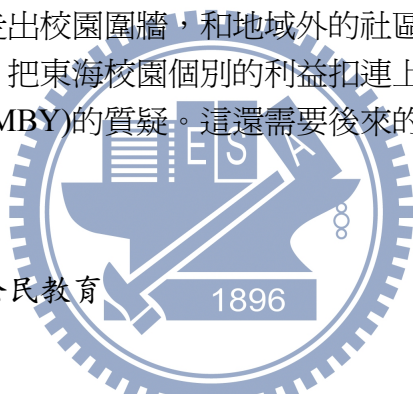 走出校園圍牆，和地域外的社區
把東海校園個別的利益扣連上
MBY)的質疑。這還需要後來的
E S A
民教育
1896